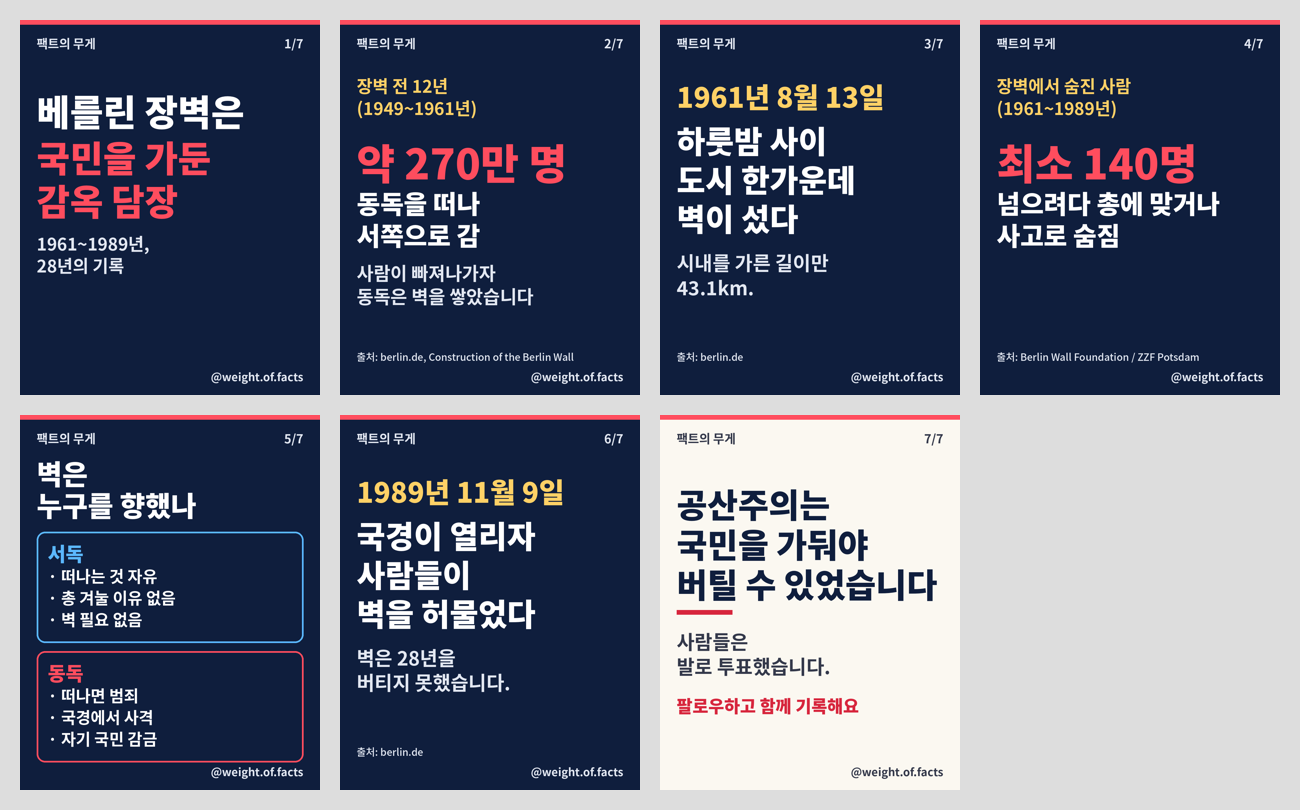 팩트의 무게
1/7
베를린 장벽은
국민을 가둔
감옥 담장
1961~1989년,
28년의 기록
@weight.of.facts
팩트의 무게
2/7
장벽 전 12년
(1949~1961년)
약 270만 명
동독을 떠나
서쪽으로 감
사람이 빠져나가자
동독은 벽을 쌓았습니다
출처: berlin.de, Construction of the Berlin Wall
@weight.of.facts
팩트의 무게
3/7
1961년 8월 13일
하룻밤 사이
도시 한가운데
벽이 섰다
시내를 가른 길이만
43.1km.
출처: berlin.de
@weight.of.facts
팩트의 무게
4/7
장벽에서 숨진 사람
(1961~1989년)
최소 140명
넘으려다 총에 맞거나
사고로 숨짐
출처: Berlin Wall Foundation / ZZF Potsdam
@weight.of.facts
팩트의 무게
5/7
벽은
누구를 향했나
서독
· 떠나는 것 자유
· 총 겨눌 이유 없음
· 벽 필요 없음
동독
· 떠나면 범죄
· 국경에서 사격
· 자기 국민 감금
@weight.of.facts
팩트의 무게
6/7
1989년 11월 9일
국경이 열리자
사람들이
벽을 허물었다
벽은 28년을
버티지 못했습니다.
출처: berlin.de
@weight.of.facts
팩트의 무게
7/7
공산주의는
국민을 가둬야
버틸 수 있었습니다
사람들은
발로 투표했습니다.
팔로우하고 함께 기록해요
@weight.of.facts